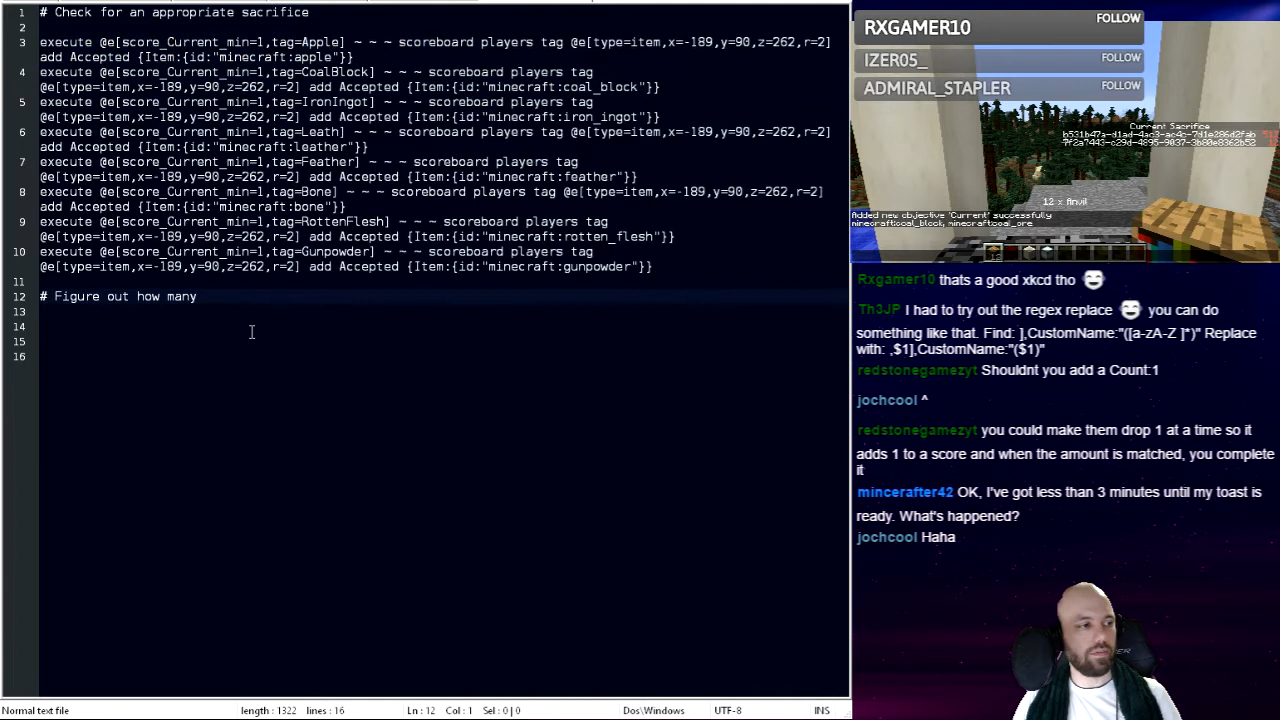 1 # Check for an appropriate sacrifice
2
3 execute @e[score_Current_min=1,tag=Apple] ~ ~ ~ scoreboard players tag @e[type=item,x=-189,y=90,z=262,r=2]
add Accepted {Item:{id:"minecraft:apple"}}
4 execute @e[score_Current_min=1,tag=CoalBlock] ~ ~ ~ scoreboard players tag
@e[type=item,x=-189,y=90,z=262,r=2] add Accepted {Item:{id:"minecraft:coal_block"}}
5 execute @e[score_Current_min=1,tag=IronIngot] ~ ~ ~ scoreboard players tag
@e[type=item,x=-189,y=90,z=262,r=2] add Accepted {Item:{id:"minecraft:iron_ingot"}}
6 execute @e[score_Current_min=1,tag=Leath] ~ ~ ~ scoreboard players tag @e[type=item,x=-189,y=90,z=262,r=2]
add Accepted {Item:{id:"minecraft:leather"}}
7 execute @e[score_Current_min=1,tag=Feather] ~ ~ ~ scoreboard players tag
@e[type=item,x=-189,y=90,z=262,r=2] add Accepted {Item:{id:"minecraft:feather"}}
8 execute @e[score_Current_min=1,tag=Bone] ~ ~ ~ scoreboard players tag @e[type=item,x=-189,y=90,z=262,r=2]
add Accepted {Item:{id:"minecraft:bone"}}
9 execute @e[score_Current_min=1,tag=RottenFlesh] ~ ~ ~ scoreboard players tag
@e[type=item,x=-189,y=90,z=262,r=2] add Accepted {Item:{id:"minecraft:rotten_flesh"}}
10 execute @e[score_Current_min=1,tag=Gunpowder] ~ ~ ~ scoreboard players tag
@e[type=item,x=-189,y=90,z=262,r=2] add Accepted {Item:{id:"minecraft:gunpowder"}}
11
12 # Figure out how many
13
14
15
16
Normal text file length : 1322 lines : 16 Ln : 12 Col : 1 Sel : 0 | 0 Dos\Windows UTF-8 INS
RXGAMER10 FOLLOW
IZER05_ FOLLOW
ADMIRAL_STAPLER FOLLOW
Current Sacrifice
12 x Anvil
Added new objective 'Current' successfully
minecraft:coal_block, minecraft:coal_ore
12
Rxgamer10 thats a good xkcd tho
Th3JP I had to try out the regex replace you can do
something like that. Find: ],CustomName:"([a-zA-Z ]*)" Replace
with: ,$1],CustomName:"($1)"
redstonegamezyt Shouldnt you add a Count:1
jochcool ^
redstonegamezyt you could make them drop 1 at a time so it
adds 1 to a score and when the amount is matched, you complete
it
mincerafter42 OK, I've got less than 3 minutes until my toast is
ready. What's happened?
jochcool Haha